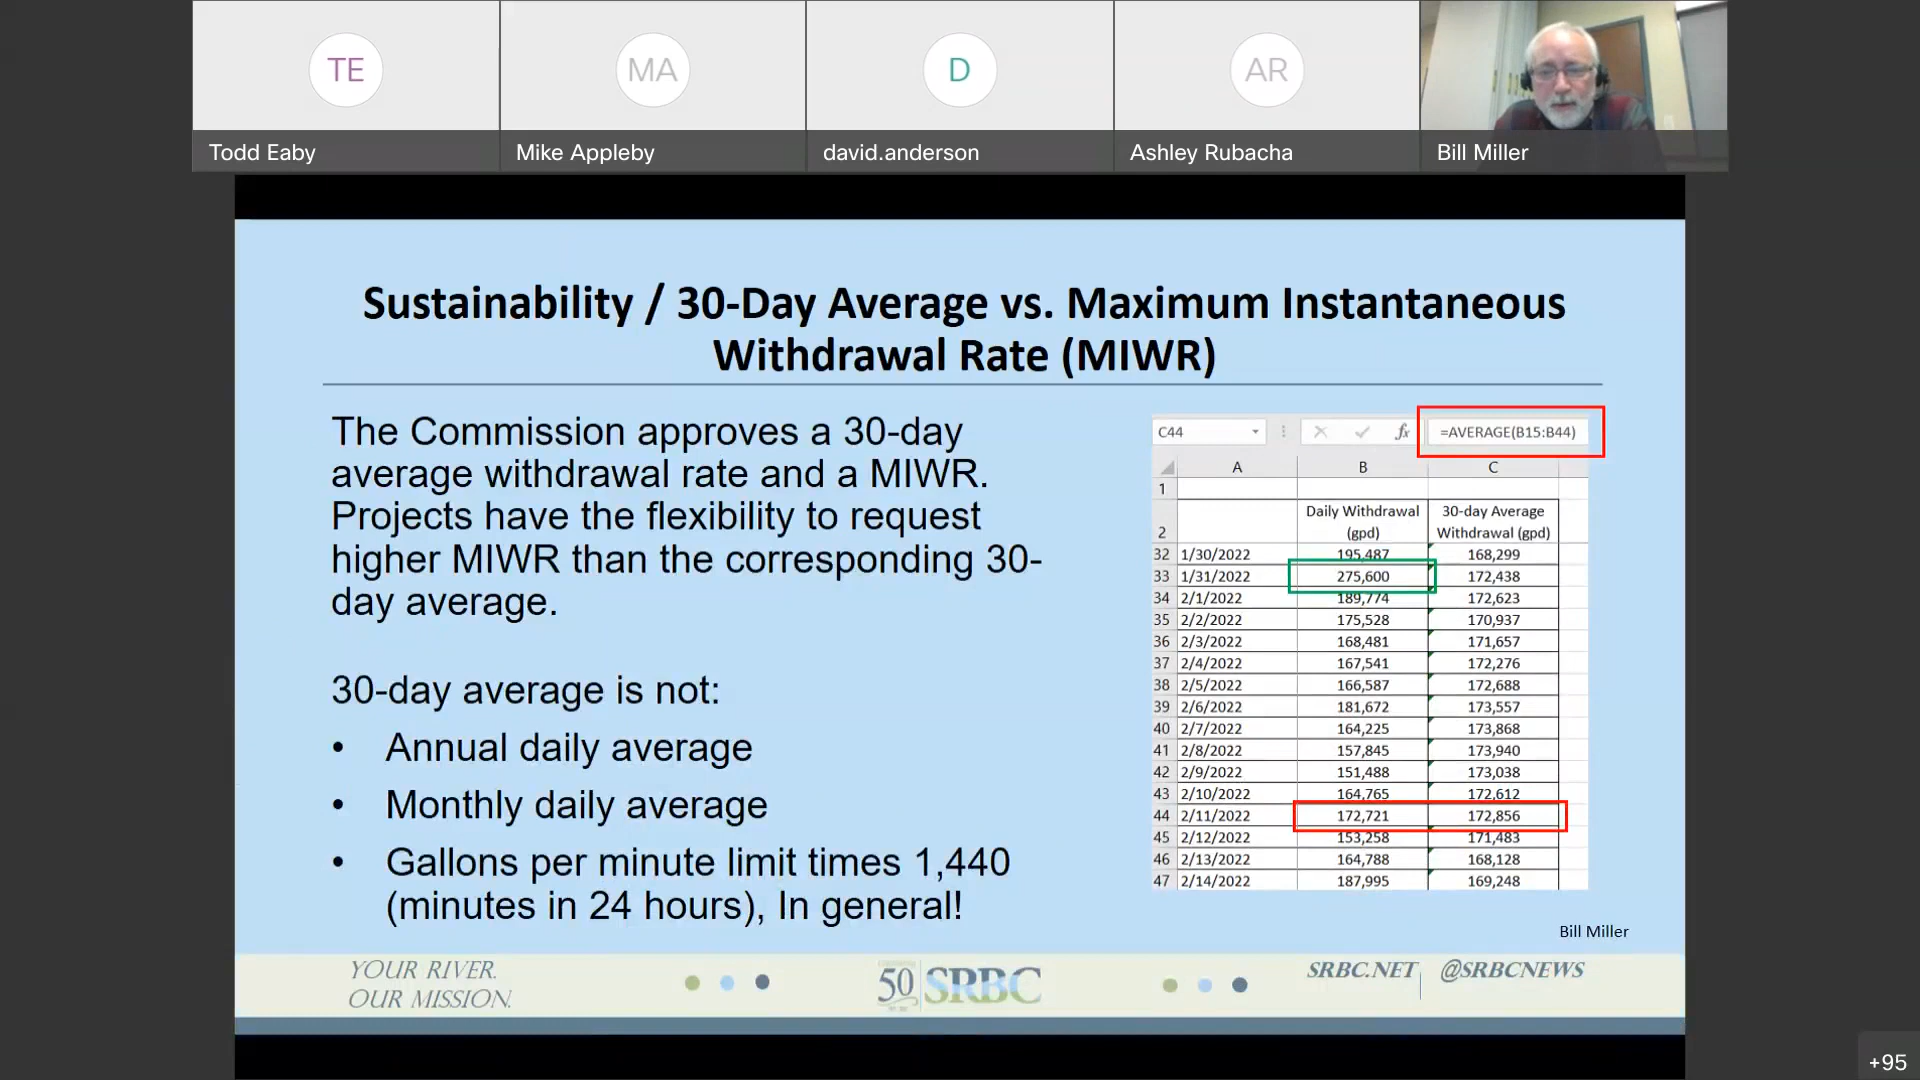 TE
MA
D
AR
Todd Eaby
Mike Appleby
david.anderson
Ashley Rubacha
Bill Miller
Sustainability / 30-Day Average vs. Maximum Instantaneous
Withdrawal Rate (MIWR)
The Commission approves a 30-day
average withdrawal rate and a MIWR.
Projects have the flexibility to request
higher MIWR than the corresponding 30-
day average.
30-day average is not:
• Annual daily average
• Monthly daily average
• Gallons per minute limit times 1,440
(minutes in 24 hours), In general!
C44 fx =AVERAGE(B15:B44)
A B C
1
2 Daily Withdrawal (gpd) 30-day Average Withdrawal (gpd)
32 1/30/2022 195,487 168,299
33 1/31/2022 275,600 172,438
34 2/1/2022 189,774 172,623
35 2/2/2022 175,528 170,937
36 2/3/2022 168,481 171,657
37 2/4/2022 167,541 172,276
38 2/5/2022 166,587 172,688
39 2/6/2022 181,672 173,557
40 2/7/2022 164,225 173,868
41 2/8/2022 157,845 173,940
42 2/9/2022 151,488 173,038
43 2/10/2022 164,765 172,612
44 2/11/2022 172,721 172,856
45 2/12/2022 153,258 171,483
46 2/13/2022 164,788 168,128
47 2/14/2022 187,995 169,248
Bill Miller
YOUR RIVER.
OUR MISSION.
50 SRBC
SRBC.NET | @SRBCNEWS
+95